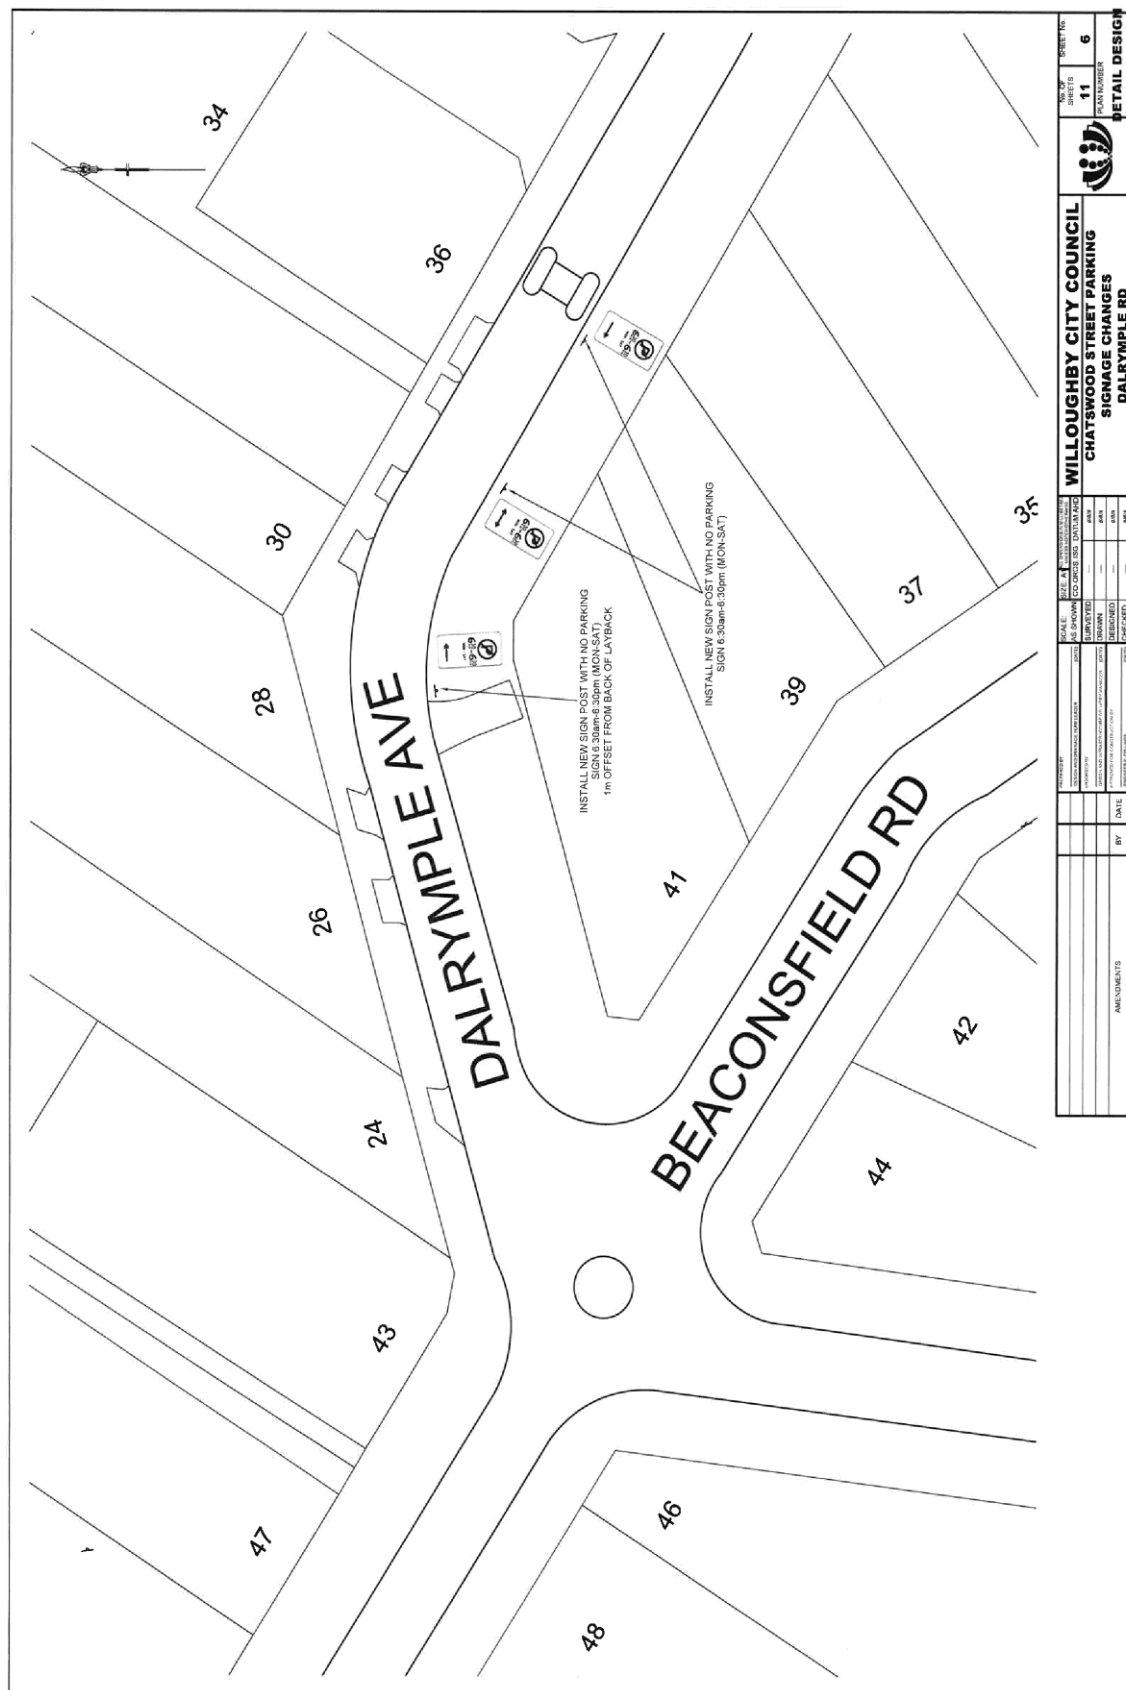 34
36
30
28
26
24
43
47
DALRYMPLE AVE
INSTALL NEW SIGN POST WITH NO PARKING
SIGN 6:30am-6:30pm (MON-SAT)
1m OFFSET FROM BACK OF LAYBACK
INSTALL NEW SIGN POST WITH NO PARKING
SIGN 6:30am-6:30pm (MON-SAT)
35
37
39
41
BEACONSFIELD RD
42
44
46
48
AMENDMENTS
BY
DATE
SCALE:
AS SHOWN
SURVEYED
DRAWN
DESIGNED
CHECKED
WILLOUGHBY CITY COUNCIL
CHATSWOOD STREET PARKING
SIGNAGE CHANGES
DALRYMPLE RD
No. OF
SHEETS
11
SHEET No.
6
PLAN NUMBER
DETAIL DESIGN